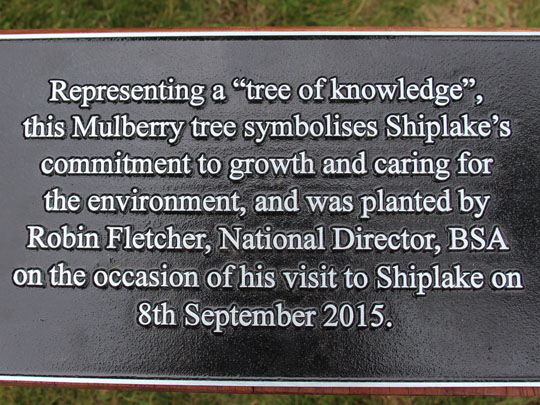 Representing a “tree of knowledge”,
this Mulberry tree symbolises Shiplake’s
commitment to growth and caring for
the environment, and was planted by
Robin Fletcher, National Director, BSA
on the occasion of his visit to Shiplake on
8th September 2015.